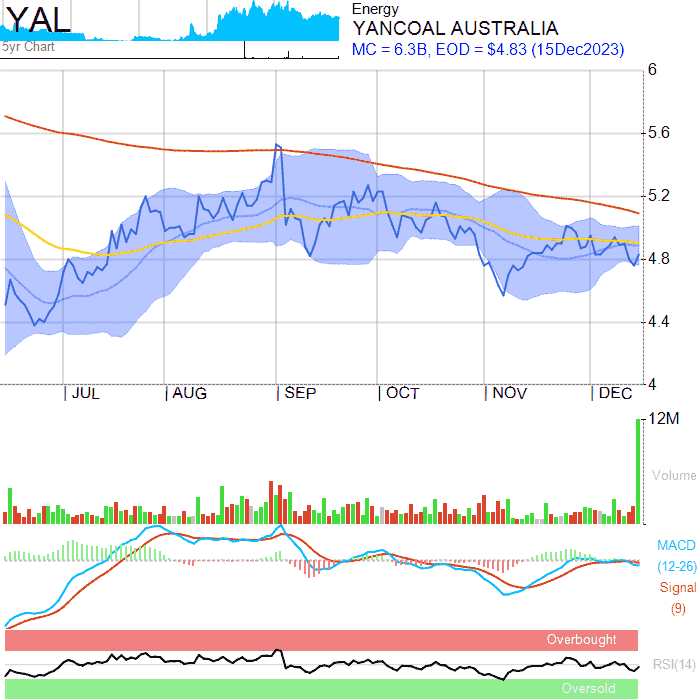 YAL
5yr Chart
Energy
YANCOAL AUSTRALIA
MC = 6.3B, EOD = $4.83 (15Dec2023)
6
5.6
5.2
4.8
4.4
4
JUL AUG SEP OCT NOV DEC
12M
Volume
MACD
(12-26)
Signal
(9)
Overbought
RSI(14)
Oversold